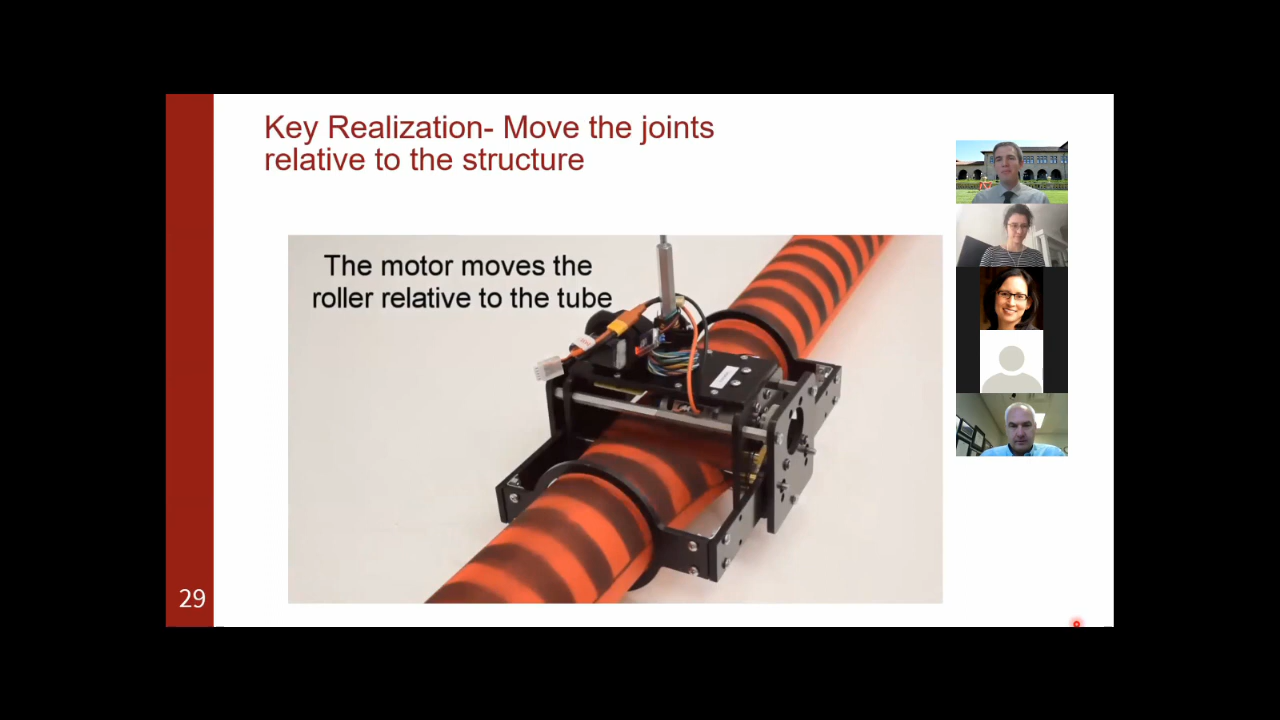 Key Realization- Move the joints
relative to the structure
The motor moves the
roller relative to the tube
29